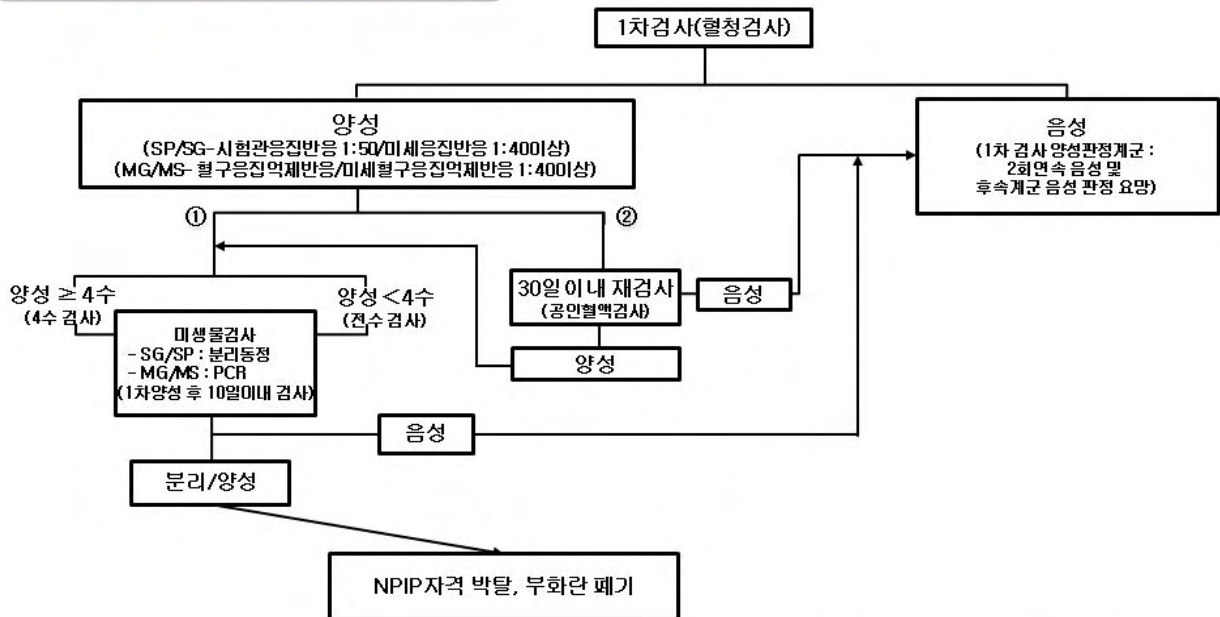 1차검사(혈청검사)
양성
(SP/SG-시험관응집반응 1:50/미세응집반응 1:400이상)
(MG/MS- 혈구응집억제반응/미세혈구응집억제반응 1:400이상)
음성
(1차 검사 양성판정계군 :
2회연속 음성 및
후속계군 음성 판정 요망)
①
②
양성 ≥ 4수
(4수 검사)
양성 <4수
(전수 검사)
30일 이내 재검사
(공인혈액검사)
음성
양성
미생물검사
- SG/SP : 분리동정
- MG/MS : PCR
(1차양성 후 10일이내 검사)
음성
분리/양성
NPIP자격 박탈, 부화란 폐기